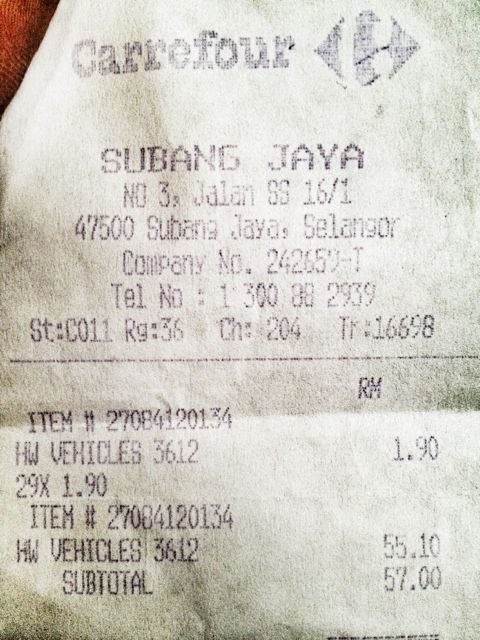 Carrefour
SUBANG JAYA
NO 3, Jalan SS 16/1
47500 Subang Jaya, Selangor
Company No. 242659-T
Tel No : 1 300 88 2939
St:C011 Rg:36 Ch: 204 Tr:16698
RM
ITEM # 27084120134
HW VEHICLES 3612 1.90
29X 1.90
ITEM # 27084120134
HW VEHICLES 3612 55.10
SUBTOTAL 57.00